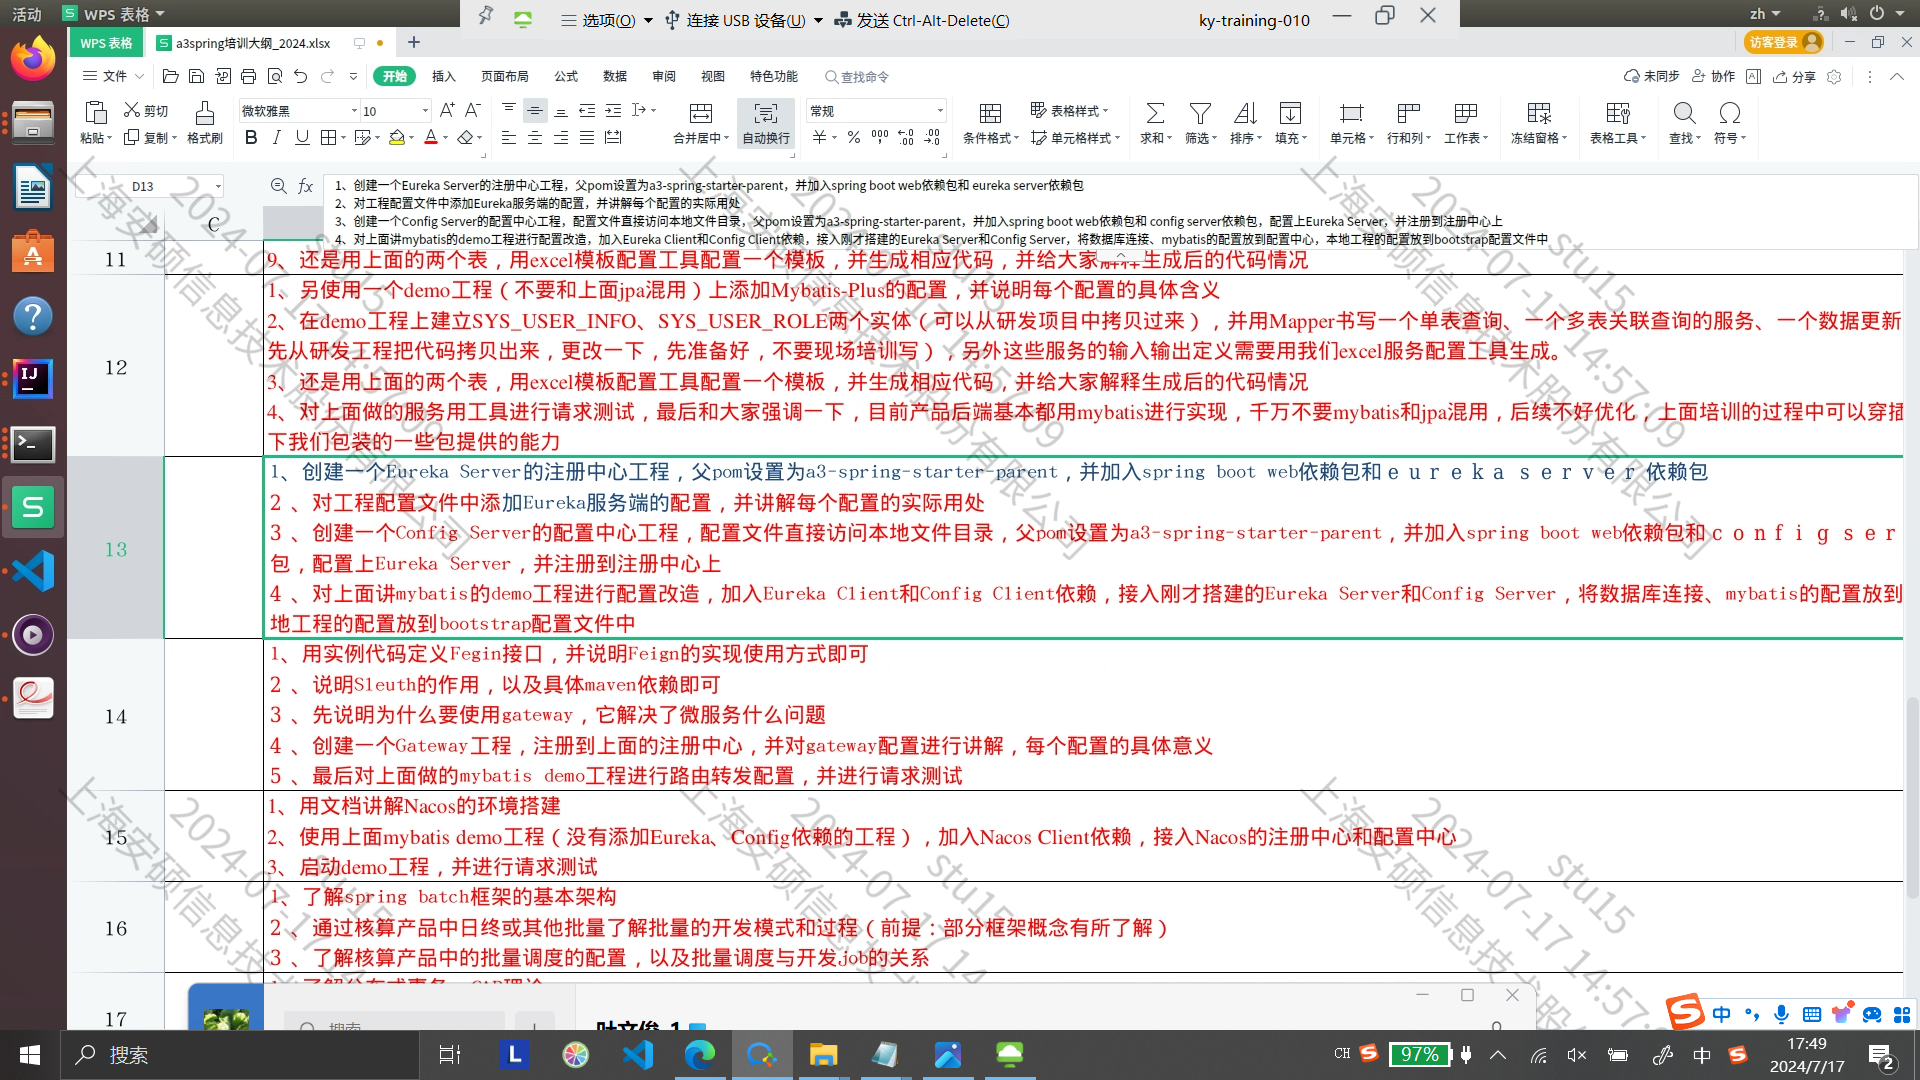 活动
WPS 表格
选项(O)
连接 USB 设备(U)
发送 Ctrl-Alt-Delete(C)
ky-training-010
zh
WPS 表格
a3spring培训大纲_2024.xlsx
访客登录
文件
开始
插入
页面布局
公式
数据
审阅
视图
特色功能
查找命令
未同步
协作
分享
粘贴
剪切
复制
格式刷
微软雅黑
10
合并居中
自动换行
常规
条件格式
表格样式
单元格样式
求和
筛选
排序
填充
单元格
行和列
工作表
冻结窗格
表格工具
查找
符号
D13
fx
1、创建一个Eureka Server的注册中心工程，父pom设置为a3-spring-starter-parent，并加入spring boot web依赖包和 eureka server依赖包
2、对工程配置文件中添加Eureka服务端的配置，并讲解每个配置的实际用处
3、创建一个Config Server的配置中心工程，配置文件直接访问本地文件目录，父pom设置为a3-spring-starter-parent，并加入spring boot web依赖包和 config server依赖包，配置上Eureka Server，并注册到注册中心上
4、对上面讲mybatis的demo工程进行配置改造，加入Eureka Client和Config Client依赖，接入刚才搭建的Eureka Server和Config Server，将数据库连接、mybatis的配置放到配置中心，本地工程的配置放到bootstrap配置文件中
C
11
9、还是用上面的两个表，用excel模板配置工具配置一个模板，并生成相应代码，并给大家解释生成后的代码情况
12
1、另使用一个demo工程（不要和上面jpa混用）上添加Mybatis-Plus的配置，并说明每个配置的具体含义
2、在demo工程上建立SYS_USER_INFO、SYS_USER_ROLE两个实体（可以从研发项目中拷贝过来），并用Mapper书写一个单表查询、一个多表关联查询的服务、一个数据更新
先从研发工程把代码拷贝出来，更改一下，先准备好，不要现场培训写），另外这些服务的输入输出定义需要用我们excel服务配置工具生成。
3、还是用上面的两个表，用excel模板配置工具配置一个模板，并生成相应代码，并给大家解释生成后的代码情况
4、对上面做的服务用工具进行请求测试，最后和大家强调一下，目前产品后端基本都用mybatis进行实现，千万不要mybatis和jpa混用，后续不好优化，上面培训的过程中可以穿插
下我们包装的一些包提供的能力
13
1、创建一个Eureka Server的注册中心工程，父pom设置为a3-spring-starter-parent，并加入spring boot web依赖包和eurekaserver依赖包
2、对工程配置文件中添加Eureka服务端的配置，并讲解每个配置的实际用处
3、创建一个Config Server的配置中心工程，配置文件直接访问本地文件目录，父pom设置为a3-spring-starter-parent，并加入spring boot web依赖包和configser
包，配置上Eureka Server，并注册到注册中心上
4、对上面讲mybatis的demo工程进行配置改造，加入Eureka Client和Config Client依赖，接入刚才搭建的Eureka Server和Config Server，将数据库连接、mybatis的配置放到
地工程的配置放到bootstrap配置文件中
14
1、用实例代码定义Fegin接口，并说明Feign的实现使用方式即可
2、说明Sleuth的作用，以及具体maven依赖即可
3、先说明为什么要使用gateway，它解决了微服务什么问题
4、创建一个Gateway工程，注册到上面的注册中心，并对gateway配置进行讲解，每个配置的具体意义
5、最后对上面做的mybatis demo工程进行路由转发配置，并进行请求测试
15
1、用文档讲解Nacos的环境搭建
2、使用上面mybatis demo工程（没有添加Eureka、Config依赖的工程），加入Nacos Client依赖，接入Nacos的注册中心和配置中心
3、启动demo工程，并进行请求测试
16
1、了解spring batch框架的基本架构
2、通过核算产品中日终或其他批量了解批量的开发模式和过程（前提：部分框架概念有所了解）
3、了解核算产品中的批量调度的配置，以及批量调度与开发job的关系
17
搜索
中
搜索
CH
97%
中
17:49
2024/7/17
2
上海安硕信息技术股份有限公司
stu15
2024-07-17 14:57:09